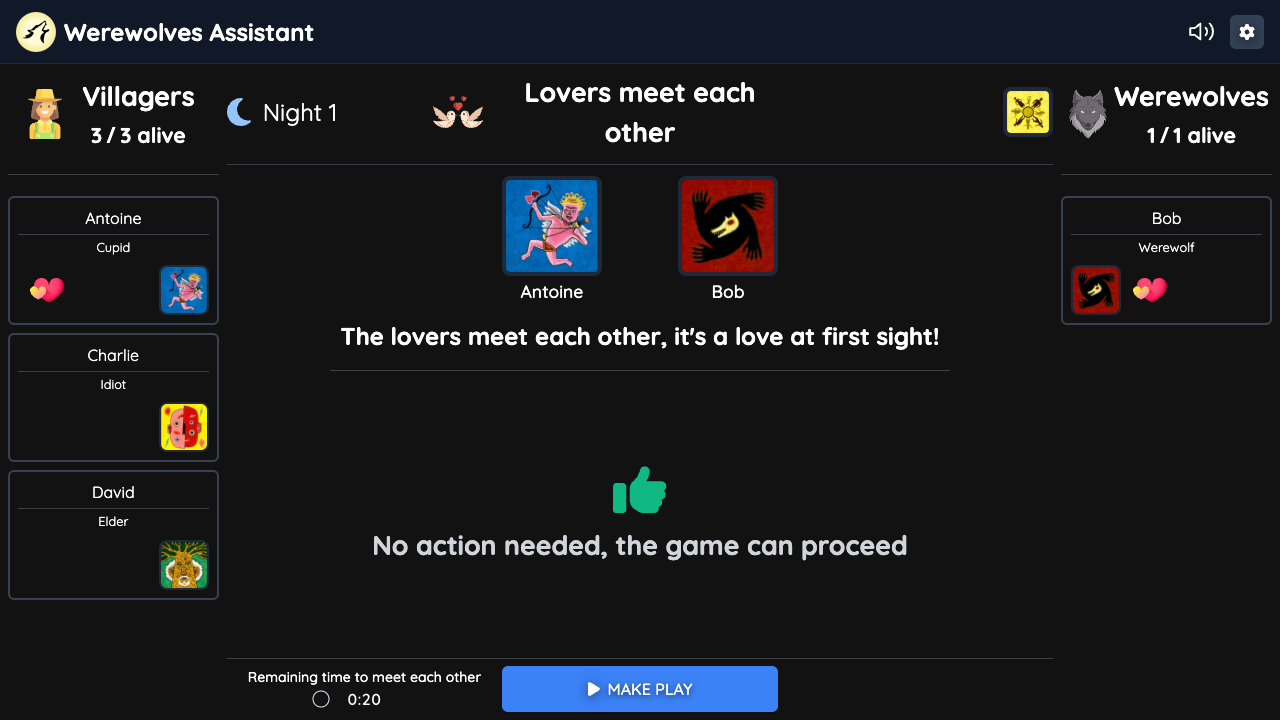 Werewolves Assistant
Villagers
3 / 3 alive
Night 1
Lovers meet each
other
Werewolves
1 / 1 alive
Antoine
Cupid
Charlie
Idiot
David
Elder
Antoine
Bob
The lovers meet each other, it's a love at first sight!
No action needed, the game can proceed
Bob
Werewolf
Remaining time to meet each other
0:20
MAKE PLAY